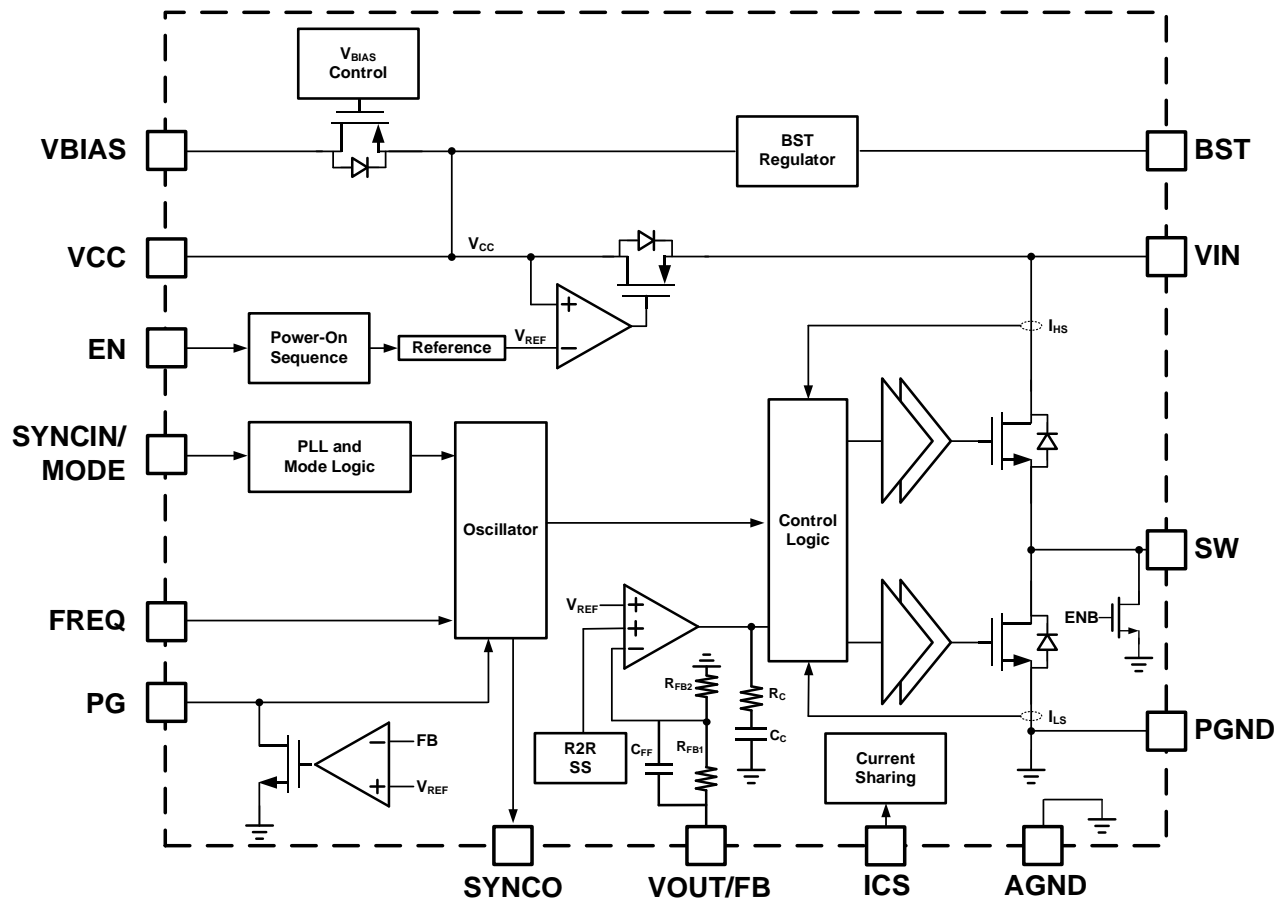 VBIAS
Control
VBIAS
BST
Regulator
BST
VCC
VCC
VIN
+
−
VREF
EN
Power-On
Sequence
Reference
IHS
SYNCIN/
MODE
PLL and
Mode Logic
Oscillator
Control
Logic
SW
ENB
FREQ
VREF
+
+
−
PG
RFB2
RC
ILS
PGND
FB
−
+
VREF
R2R
SS
CFF
RFB1
CC
Current
Sharing
SYNCO
VOUT/FB
ICS
AGND